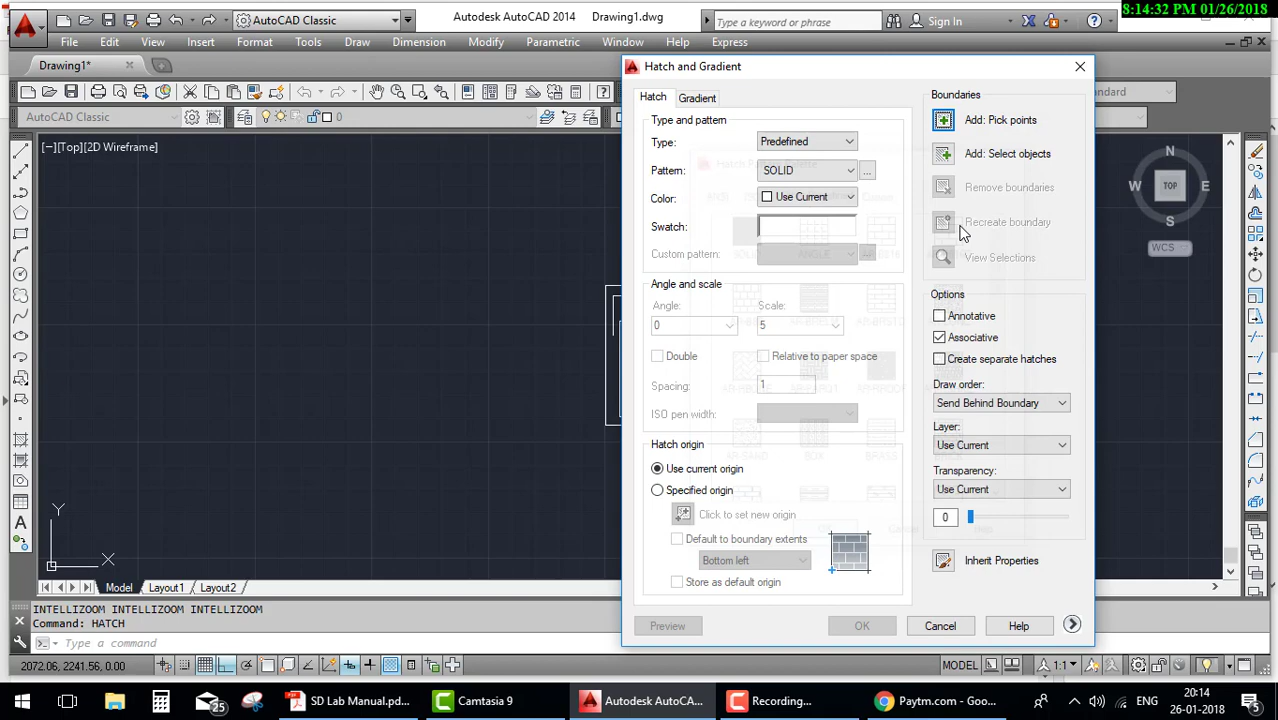 8:14:32 PM 01/26/2018
AutoCAD Classic
Autodesk AutoCAD 2014 Drawing1.dwg
Type a keyword or phrase
Sign In
File Edit View Insert Format Tools Draw Dimension Modify Parametric Window Help Express
Drawing1*
AutoCAD Classic
0
[−][Top][2D Wireframe]
Hatch and Gradient
Hatch Gradient
Type and pattern
Type: Predefined
Pattern: SOLID
Color: Use Current
Swatch:
Custom pattern:
Angle and scale
Angle: Scale:
0 5
Double Relative to paper space
Spacing: 1
ISO pen width:
Hatch origin
Use current origin
Specified origin
Click to set new origin
Default to boundary extents
Bottom left
Store as default origin
Boundaries
Add: Pick points
Add: Select objects
Remove boundaries
Recreate boundary
View Selections
Options
Annotative
Associative
Create separate hatches
Draw order:
Send Behind Boundary
Layer:
Use Current
Transparency:
Use Current
0
Inherit Properties
Preview OK Cancel Help
Hatch Pattern Palette
N
W TOP E
S
WCS
Y
X
Model Layout1 Layout2
INTELLIZOOM INTELLIZOOM INTELLIZOOM
Command: HATCH
Type a command
2072.06, 2241.56, 0.00
MODEL
1:1
25
SD Lab Manual.pd...
Camtasia 9
Autodesk AutoCA...
Recording...
Paytm.com – Goo...
ENG
20:14
26-01-2018
5